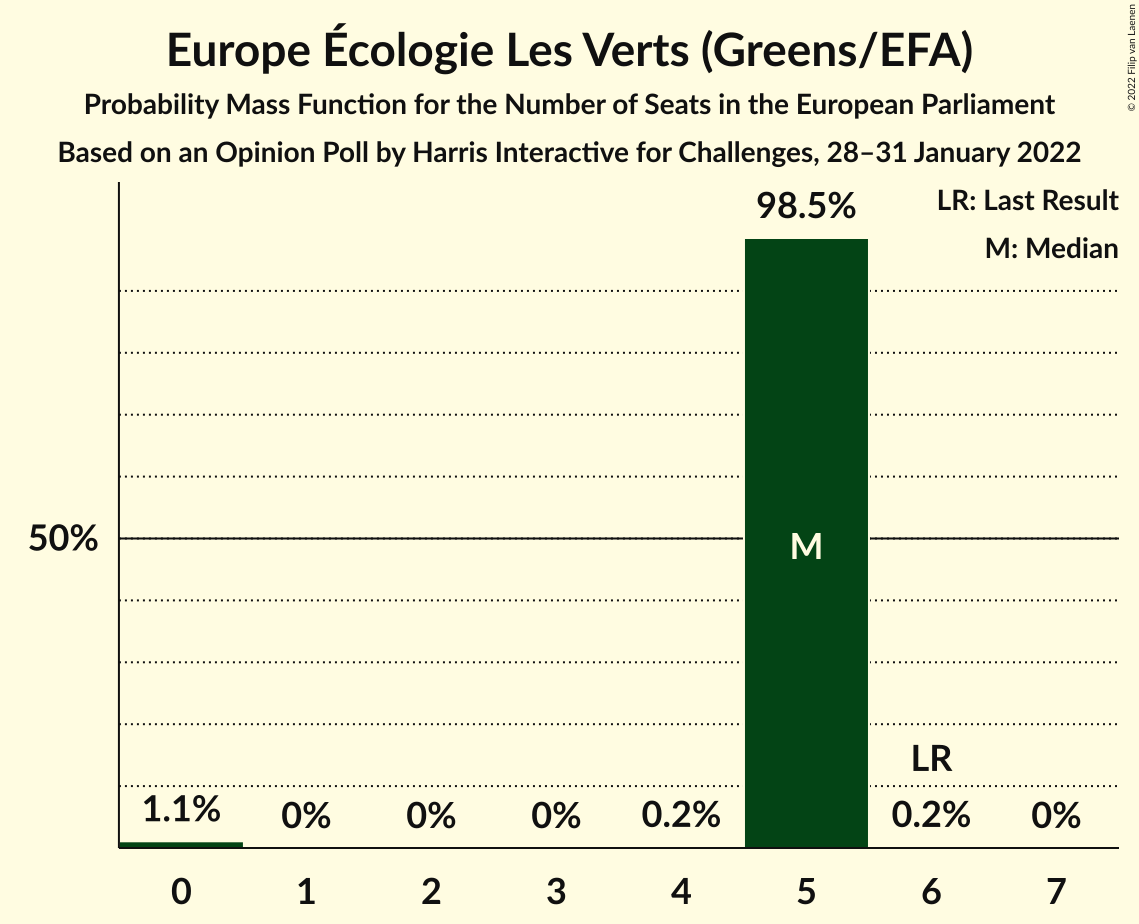 Europe Écologie Les Verts (Greens/EFA)
Probability Mass Function for the Number of Seats in the European Parliament
Based on an Opinion Poll by Harris Interactive for Challenges, 28–31 January 2022
© 2022 Filip van Laenen
LR: Last Result
M: Median
98.5%
50%
M
LR
1.1% 0% 0% 0% 0.2% 0.2% 0%
0 1 2 3 4 5 6 7